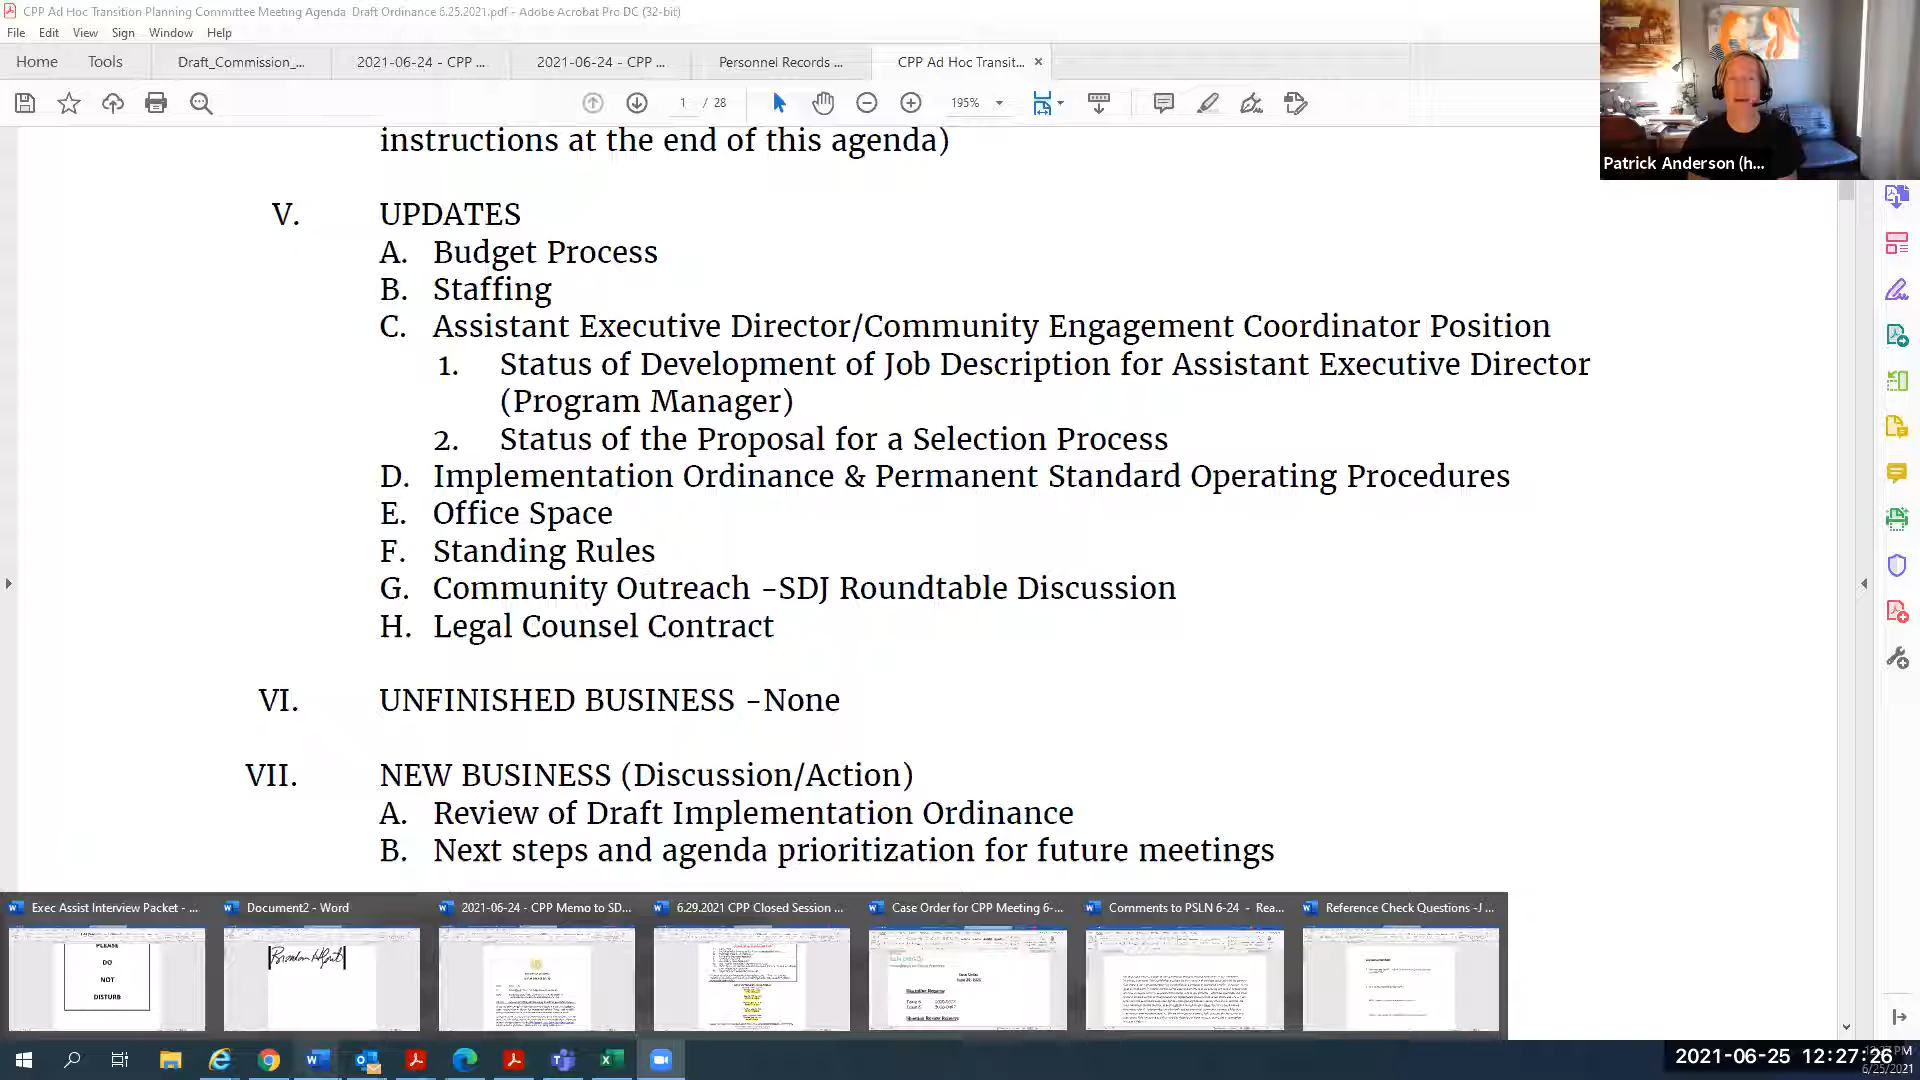 CPP Ad Hoc Transition Planning Committee Meeting Agenda Draft Ordinance 6.25.2021.pdf - Adobe Acrobat Pro DC (32-bit)
File Edit View Sign Window Help
Home Tools Draft_Commission_... 2021-06-24 - CPP ... 2021-06-24 - CPP ... Personnel Records ... CPP Ad Hoc Transit... ×
1 / 28 195%
Patrick Anderson (h...
instructions at the end of this agenda)
V. UPDATES
A. Budget Process
B. Staffing
C. Assistant Executive Director/Community Engagement Coordinator Position
1. Status of Development of Job Description for Assistant Executive Director
(Program Manager)
2. Status of the Proposal for a Selection Process
D. Implementation Ordinance & Permanent Standard Operating Procedures
E. Office Space
F. Standing Rules
G. Community Outreach -SDJ Roundtable Discussion
H. Legal Counsel Contract
VI. UNFINISHED BUSINESS -None
VII. NEW BUSINESS (Discussion/Action)
A. Review of Draft Implementation Ordinance
B. Next steps and agenda prioritization for future meetings
Exec Assist Interview Packet - ... Document2 - Word 2021-06-24 - CPP Memo to SD... 6.29.2021 CPP Closed Session ... Case Order for CPP Meeting 6-... Comments to PSLN 6-24 - Rea... Reference Check Questions -J ...
PLEASE
DO
NOT
DISTURB
2021-06-25 12:27:26
6/25/2021